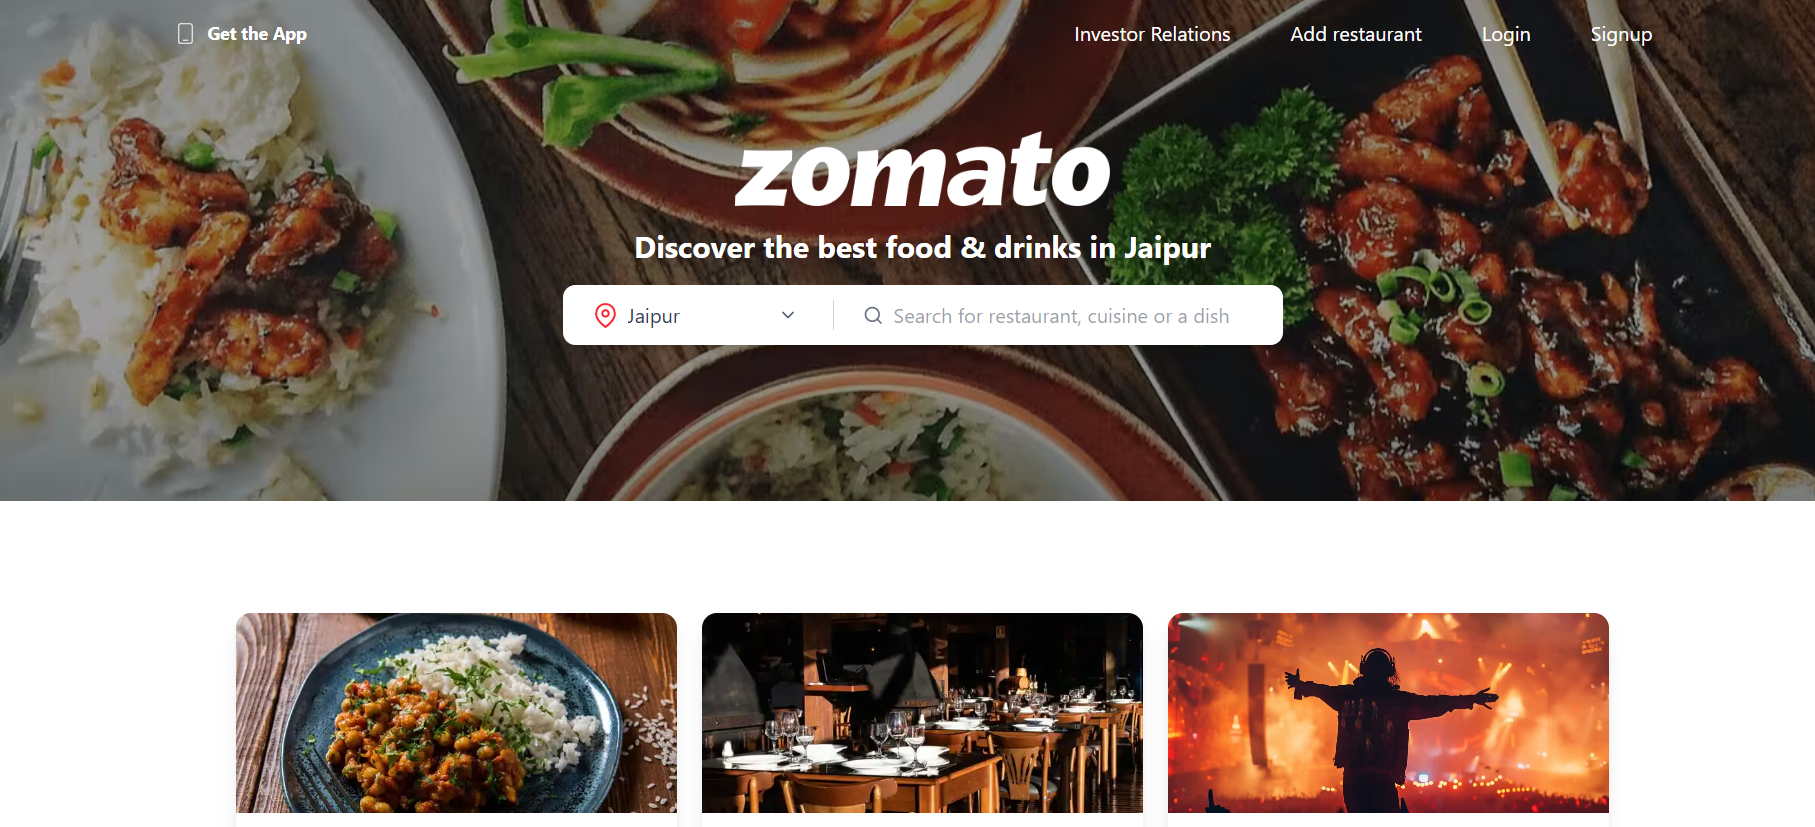 Get the App
Investor Relations
Add restaurant
Login
Signup
zomato
Discover the best food & drinks in Jaipur
Jaipur
Search for restaurant, cuisine or a dish